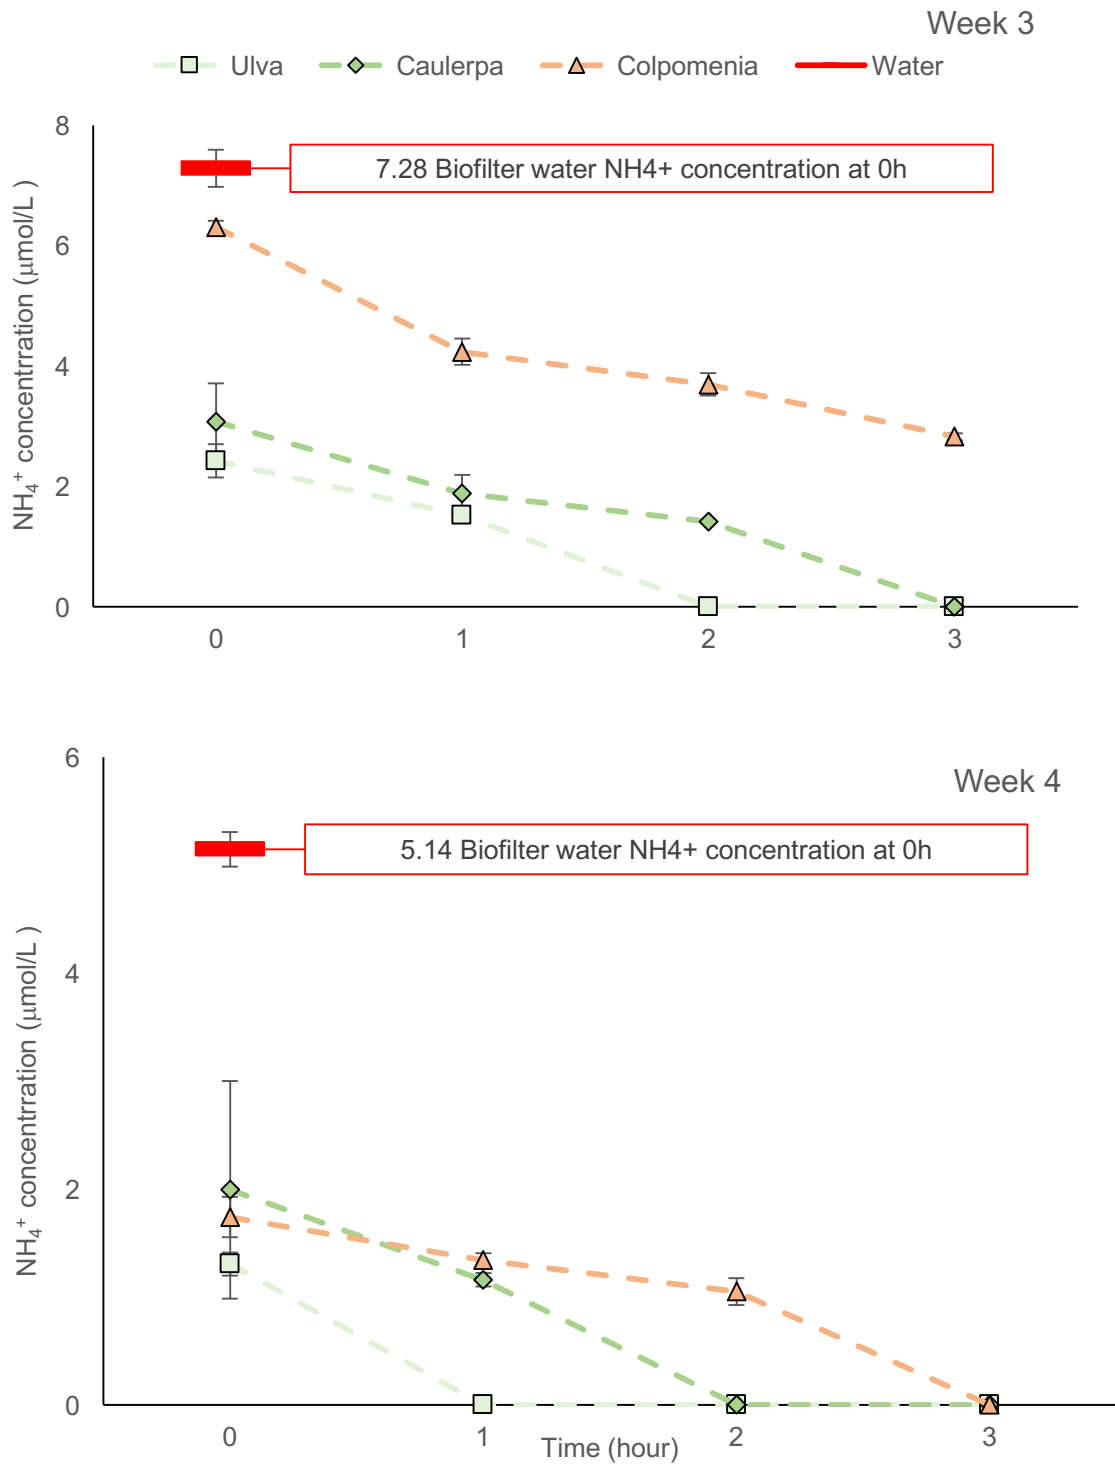 Week 3
Ulva Caulerpa Colpomenia Water
8
7.28 Biofilter water NH4+ concentration at 0h
6
4
2
0
NH₄⁺ concentrration (μmol/L )
0 1 2 3
6
Week 4
5.14 Biofilter water NH4+ concentration at 0h
4
2
0
NH₄⁺ concentrration (μmol/L )
0 1 2 3
Time (hour)